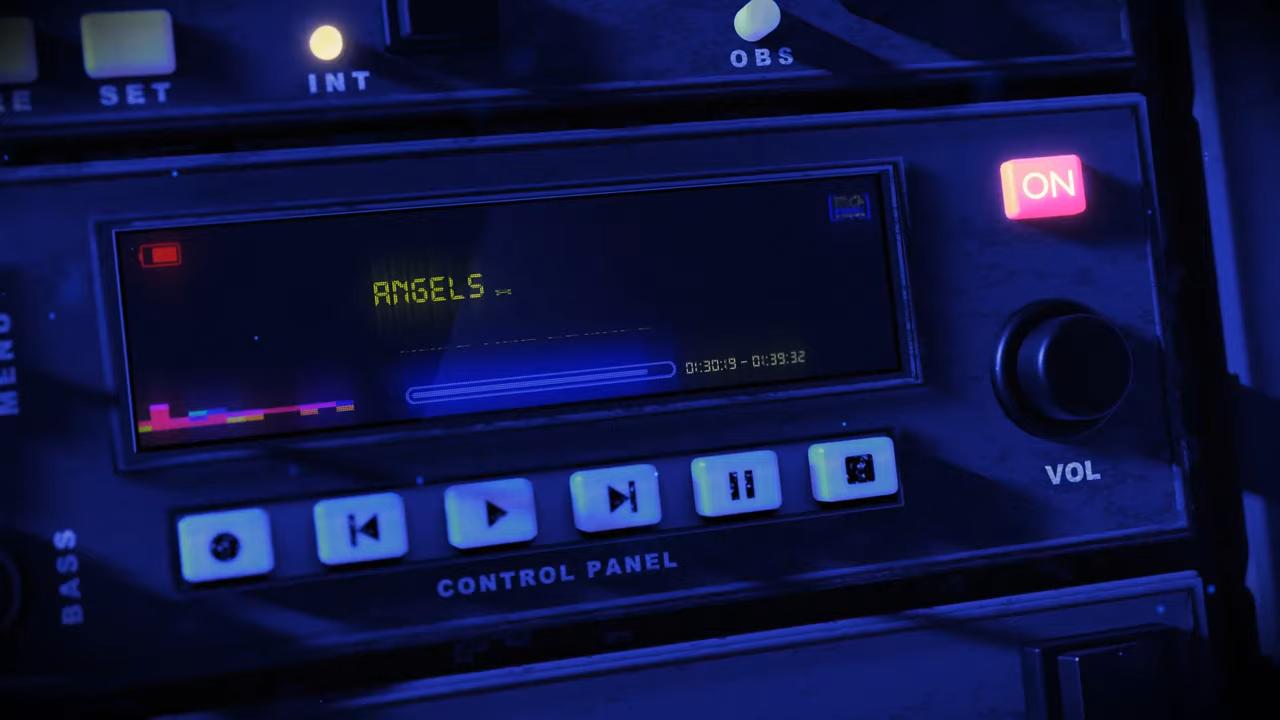 SET
INT
OBS
ON
ANGELS
01:30:19 - 01:39:32
MENU
VOL
BASS
CONTROL PANEL